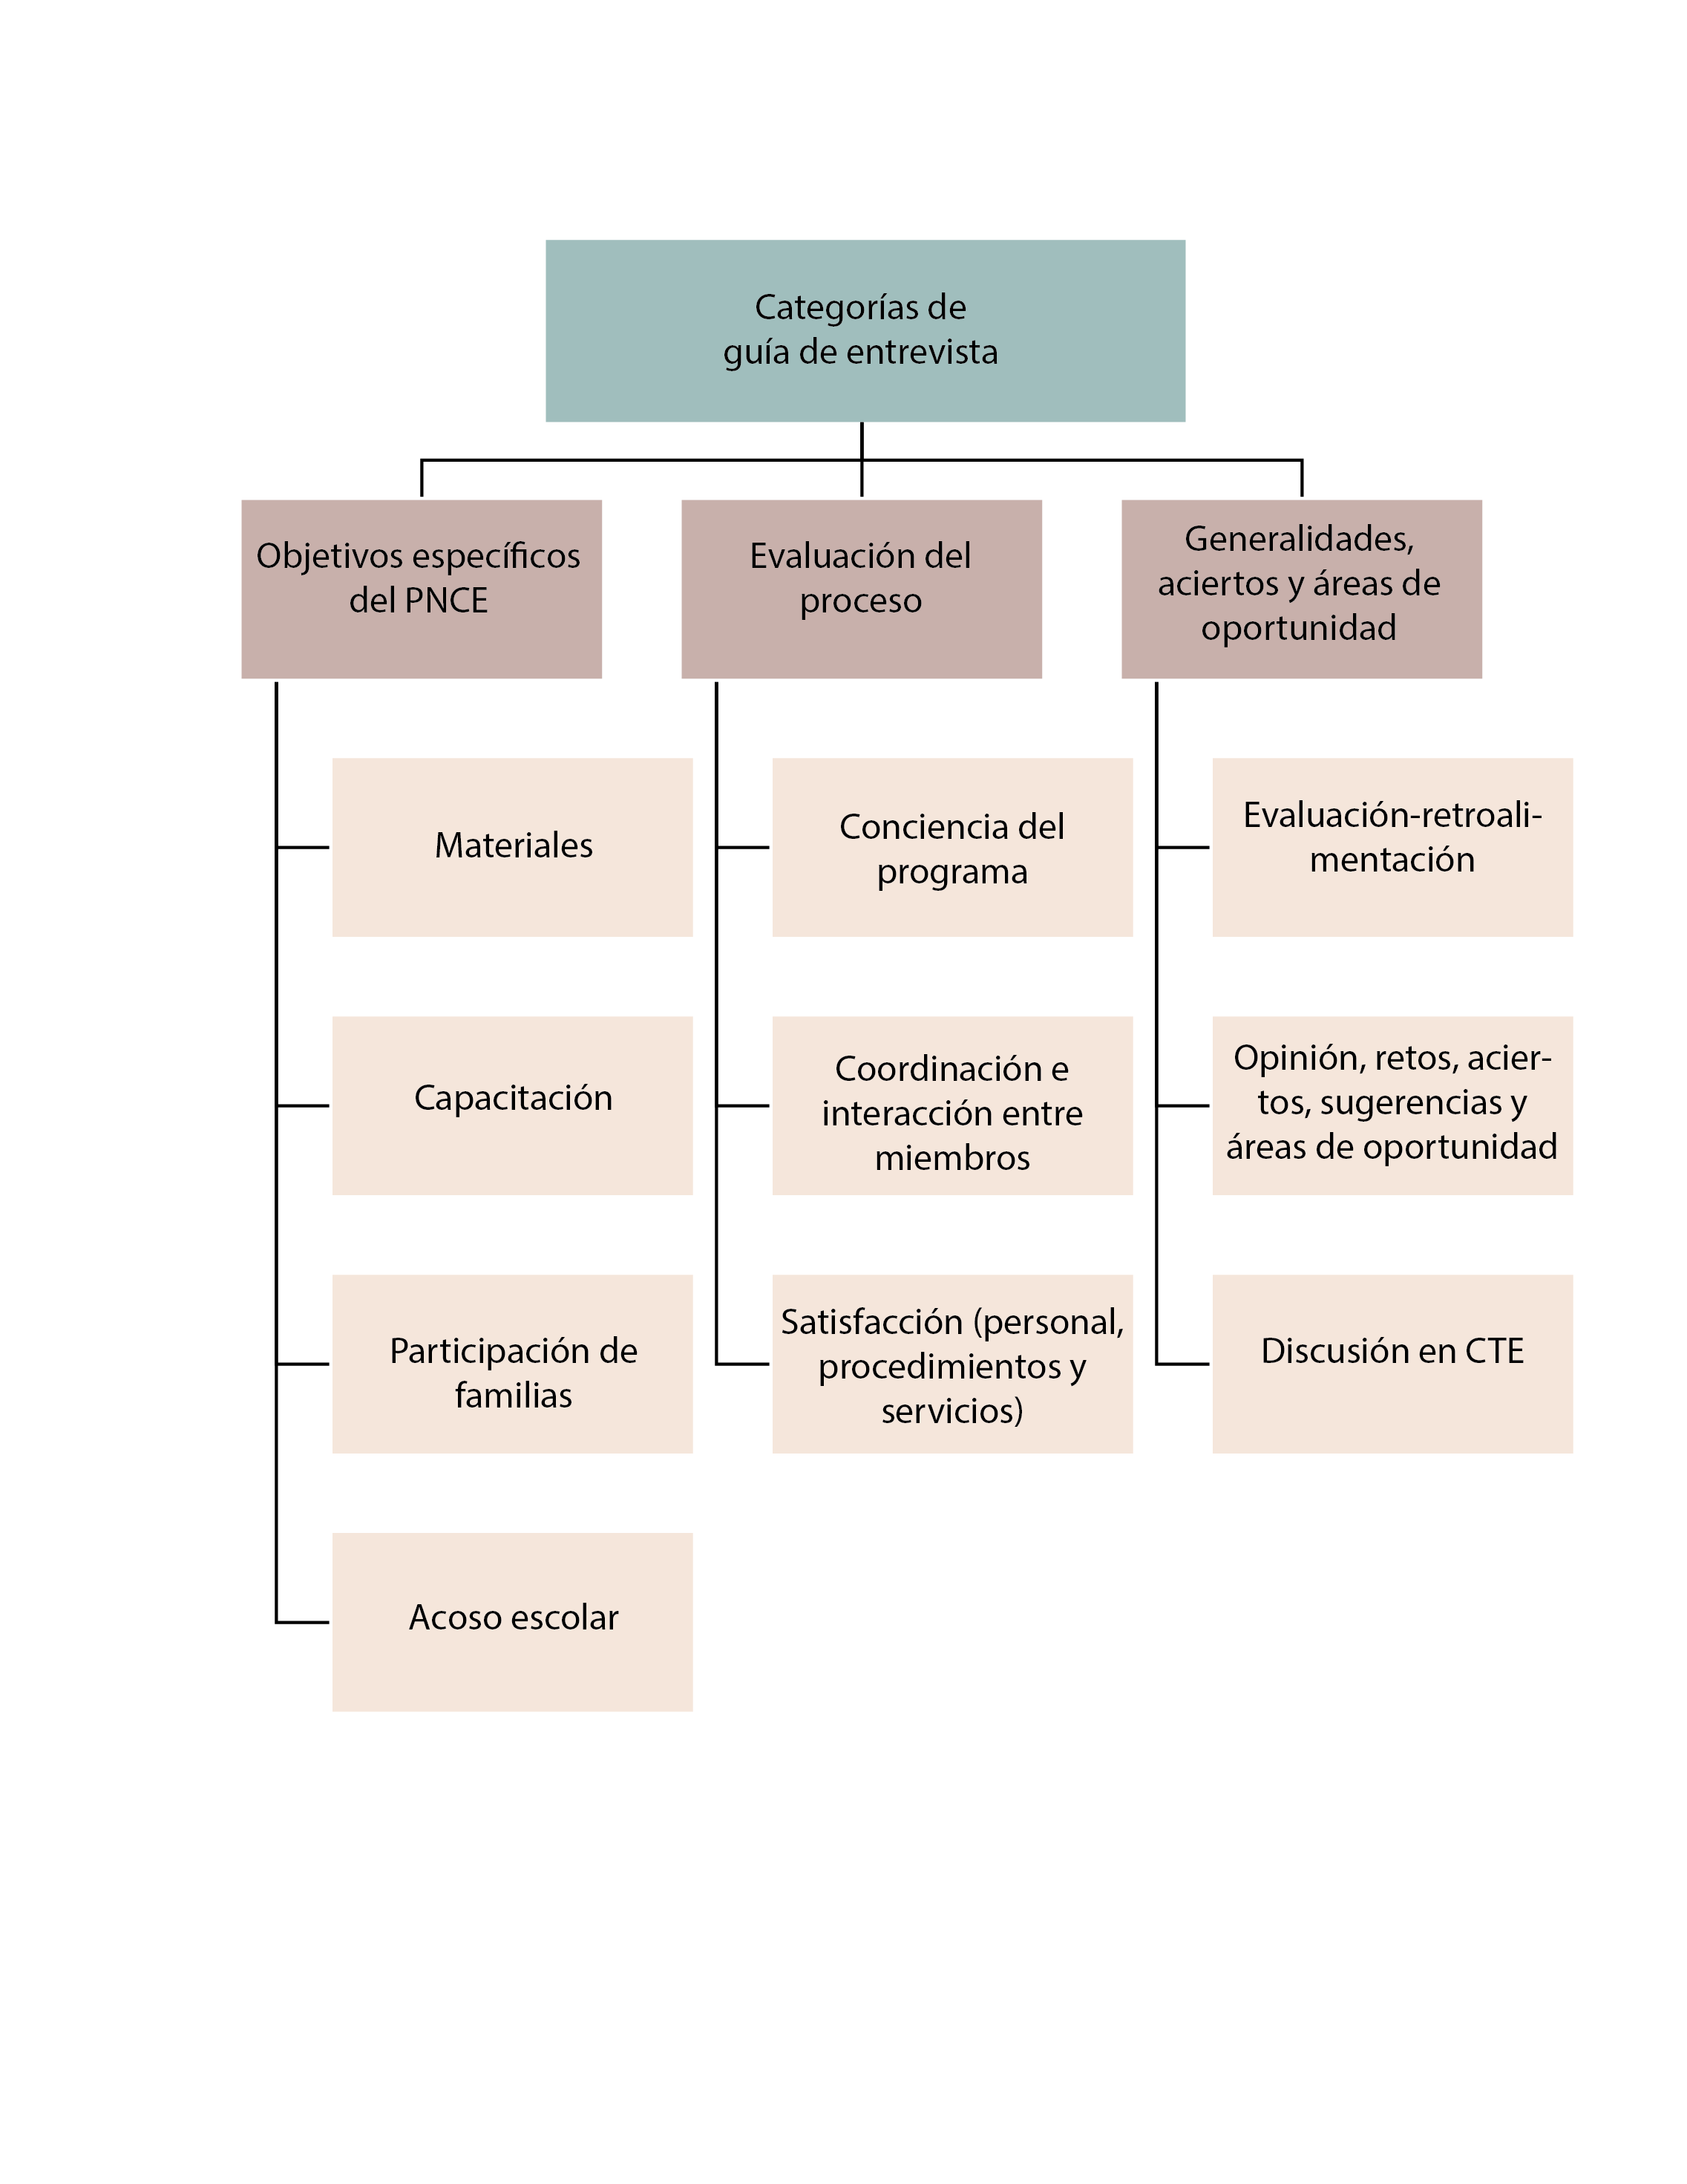 Categorías de
guía de entrevista
Objetivos específicos
del PNCE
Evaluación del
proceso
Generalidades,
aciertos y áreas de
oportunidad
Materiales
Capacitación
Participación de
familias
Acoso escolar
Conciencia del
programa
Coordinación e
interacción entre
miembros
Satisfacción (personal,
procedimientos y
servicios)
Evaluación-retroali-
mentación
Opinión, retos, acier-
tos, sugerencias y
áreas de oportunidad
Discusión en CTE